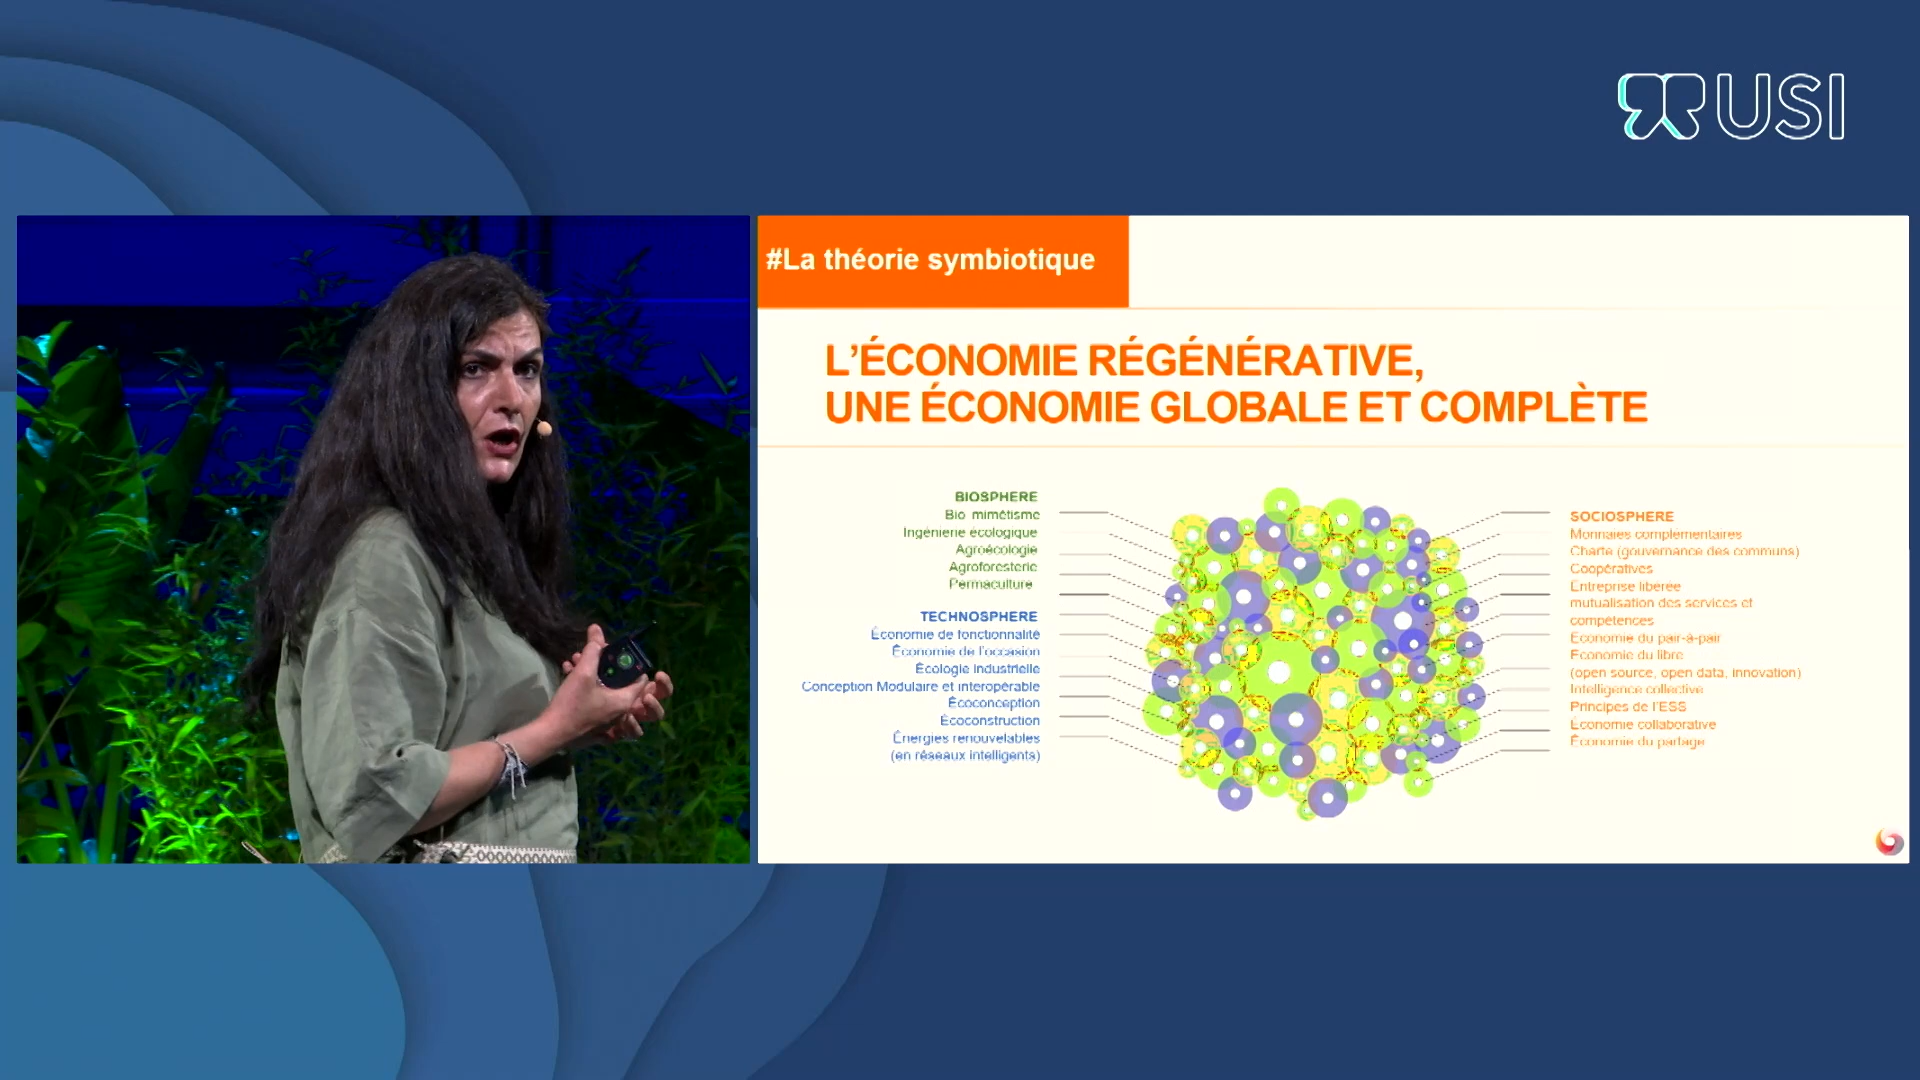 USI
#La théorie symbiotique
L'ÉCONOMIE RÉGÉNÉRATIVE,
UNE ÉCONOMIE GLOBALE ET COMPLÈTE
BIOSPHERE
Bio mimétisme
Ingénierie écologique
Agroécologie
Agroforesterie
Permaculture
TECHNOSPHERE
Économie de fonctionnalité
Économie de l'occasion
Écologie industrielle
Conception Modulaire et interopérable
Écoconception
Écoconstruction
Énergies renouvelables
(en réseaux intelligents)
SOCIOSPHERE
Monnaies complémentaires
Charte (gouvernance des communs)
Coopératives
Entreprise libérée
mutualisation des services et
compétences
Economie du pair-à-pair
Economie du libre
(open source, open data, innovation)
Intelligence collective
Principes de l'ESS
Économie collaborative
Économie du partage